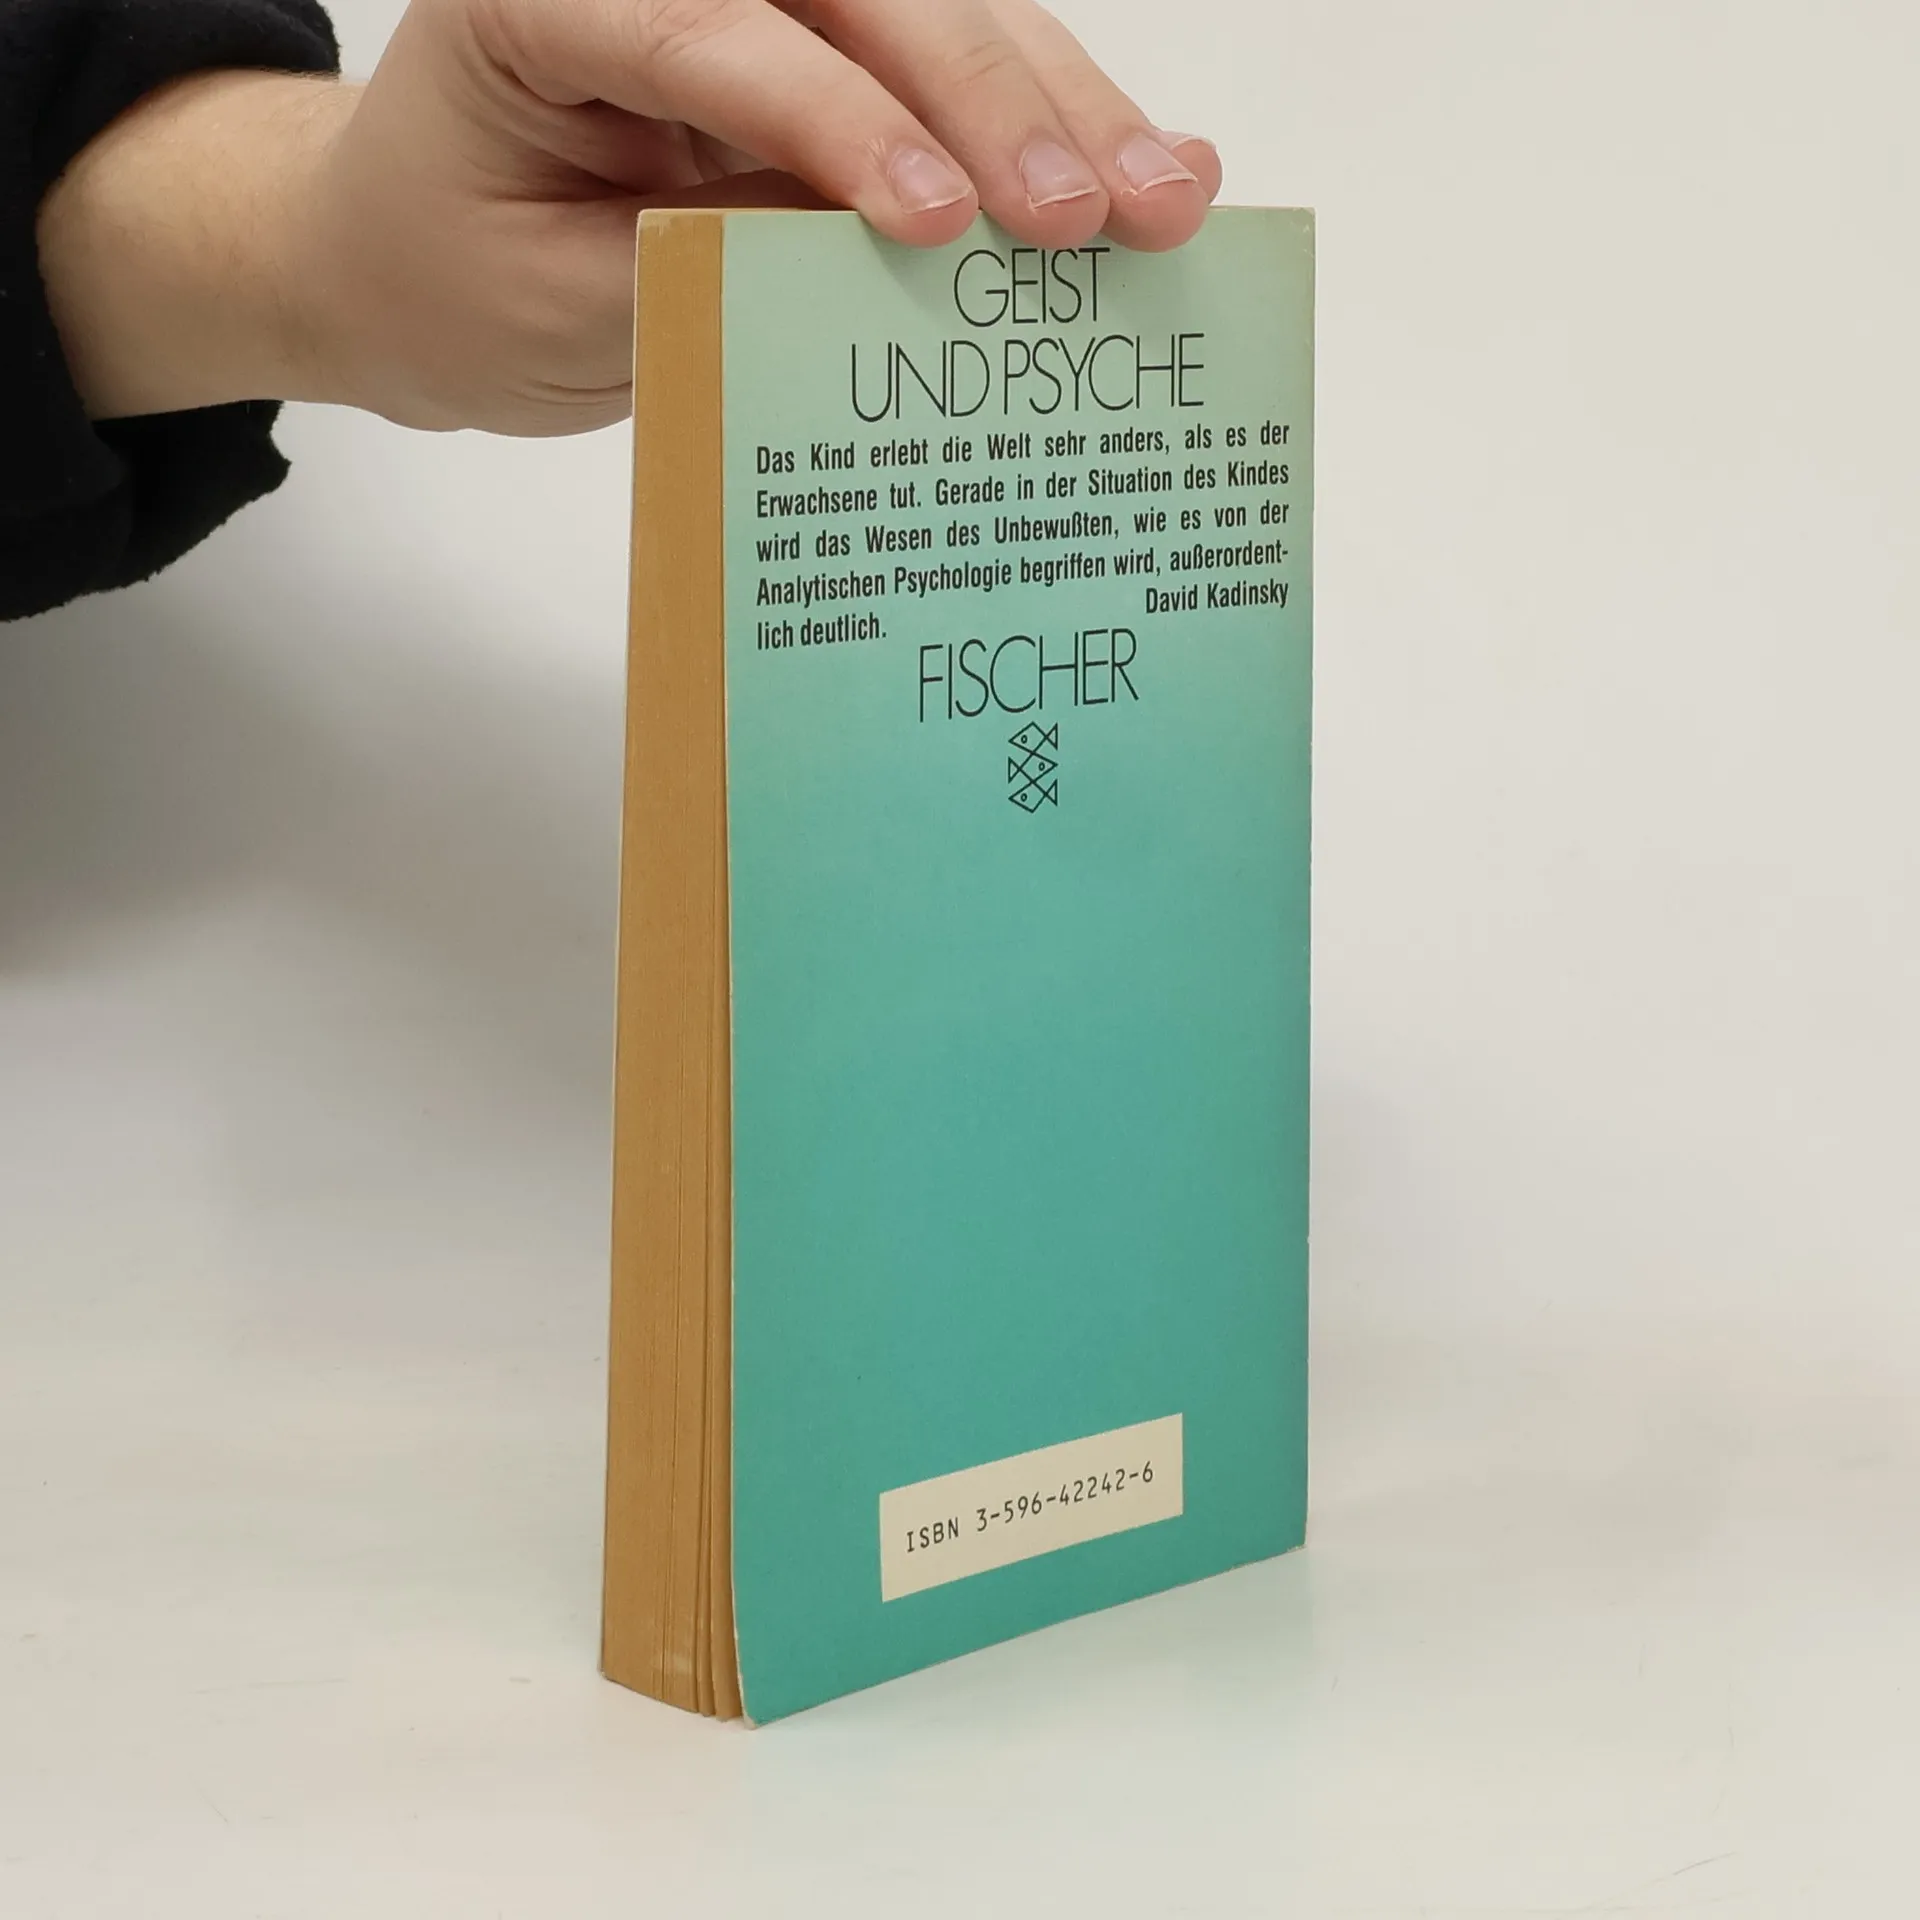 GEIST
UND PSYCHE
Das Kind erlebt die Welt sehr anders, als es der
Erwachsene tut. Gerade in der Situation des Kindes
wird das Wesen des Unbewußten, wie es von der
Analytischen Psychologie begriffen wird, außerordent-
lich deutlich.
David Kadinsky
FISCHER
ISBN 3-596-42242-6